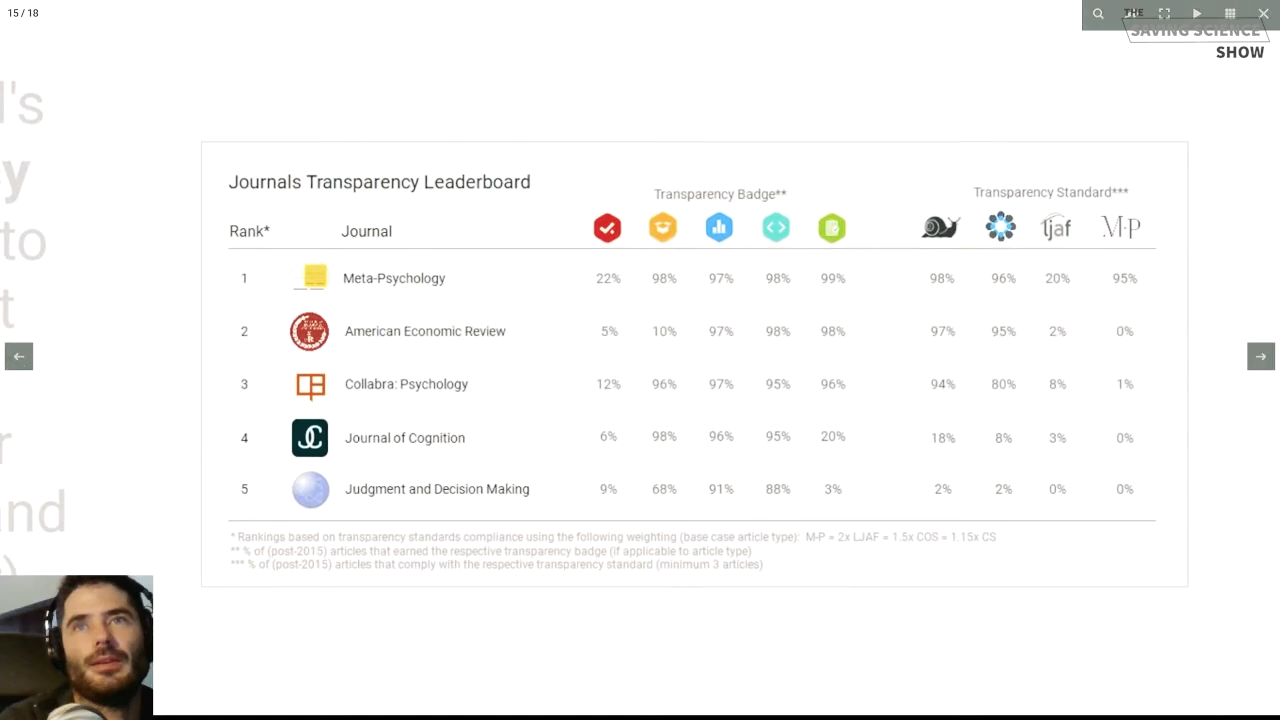 15 / 18
THE
SAVING SCIENCE
SHOW
l's
y
to
t
r
and
)
Journals Transparency Leaderboard
Transparency Badge**
Transparency Standard***
Rank*
Journal
ljaf
M-P
1 Meta-Psychology 22% 98% 97% 98% 99% 98% 96% 20% 95%
2 American Economic Review 5% 10% 97% 98% 98% 97% 95% 2% 0%
3 Collabra: Psychology 12% 96% 97% 95% 96% 94% 80% 8% 1%
4 JC Journal of Cognition 6% 98% 96% 95% 20% 18% 8% 3% 0%
5 Judgment and Decision Making 9% 68% 91% 88% 3% 2% 2% 0% 0%
* Rankings based on transparency standards compliance using the following weighting (base case article type): M-P = 2x LJAF = 1.5x COS = 1.15x CS
** % of (post-2015) articles that earned the respective transparency badge (if applicable to article type)
*** % of (post-2015) articles that comply with the respective transparency standard (minimum 3 articles)